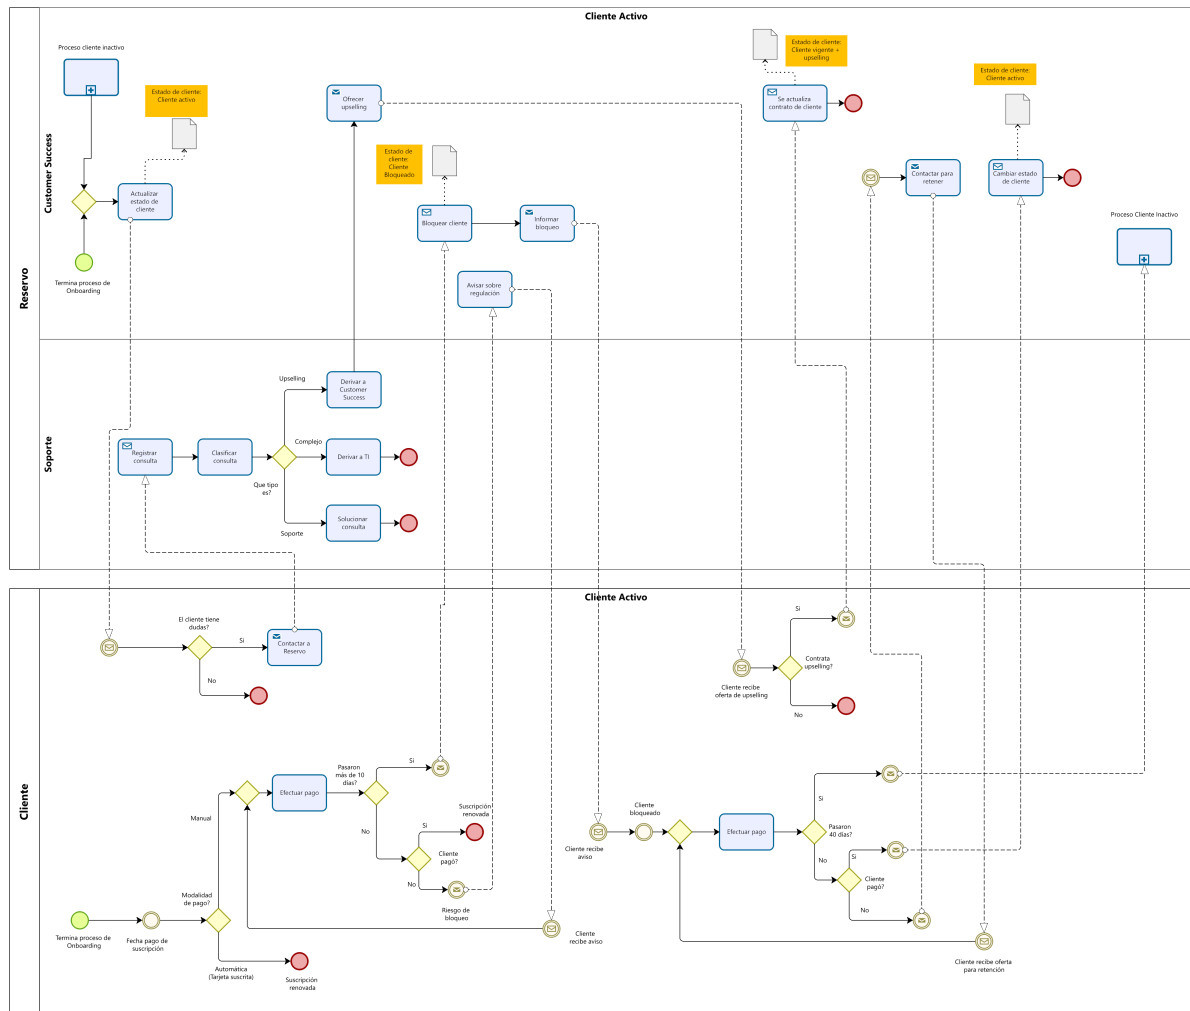 Cliente Activo
Reservo
Customer Success
Proceso cliente inactivo
Estado de cliente:
Cliente activo
Actualizar
estado de
cliente
Termina proceso de
Onboarding
Ofrecer
upselling
Estado de
cliente:
Cliente
Bloqueado
Bloquear cliente
Informar
bloqueo
Avisar sobre
regulación
Estado de cliente:
Cliente vigente +
upselling
Se actualiza
contrato de cliente
Contactar para
retener
Estado de cliente:
Cliente activo
Cambiar estado
de cliente
Proceso Cliente Inactivo
Soporte
Registrar
consulta
Clasificar
consulta
Que tipo
es?
Upselling
Derivar a
Customer
Success
Complejo
Derivar a TI
Soporte
Solucionar
consulta
Cliente Activo
Cliente
El cliente tiene
dudas?
Si
Contactar a
Reservo
No
Cliente recibe
oferta de upselling
Contrata
upselling?
Si
No
Termina proceso de
Onboarding
Fecha pago de
suscripción
Modalidad
de pago?
Manual
Automática
(Tarjeta suscrita)
Suscripción
renovada
Efectuar pago
Pasaron
más de 10
días?
Si
No
Cliente
pagó?
Si
Suscripción
renovada
No
Riesgo de
bloqueo
Cliente
recibe aviso
Cliente recibe
aviso
Cliente
bloqueado
Efectuar pago
Pasaron
40 días?
Si
No
Cliente
pagó?
Si
No
Cliente recibe oferta
para retención